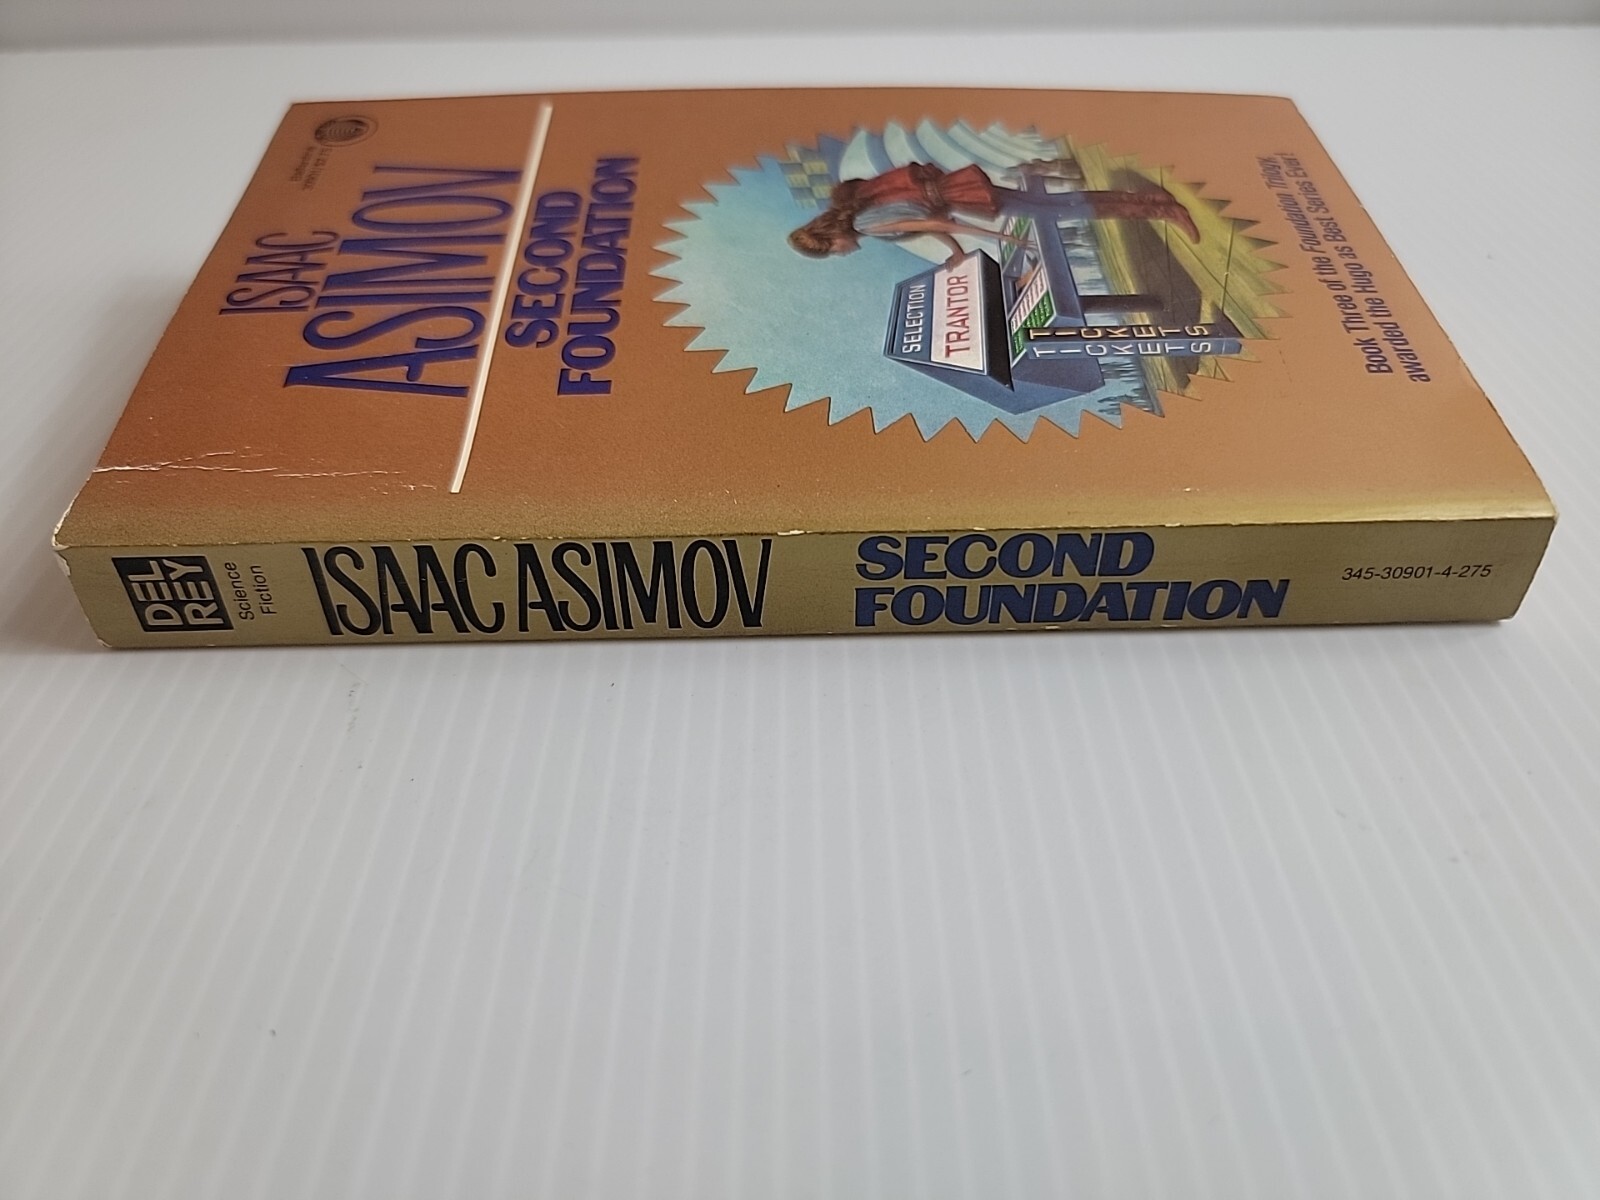 ISAAC
ASIMOV
SECOND
FOUNDATION
SELECTION
TRANTOR
TICKETS
TICKETS
Book Three of the Foundation Trilogy,
awarded the Hugo as Best Series Ever!
DEL
REY
Science
Fiction
ISAAC ASIMOV
SECOND
FOUNDATION
345-30901-4-275